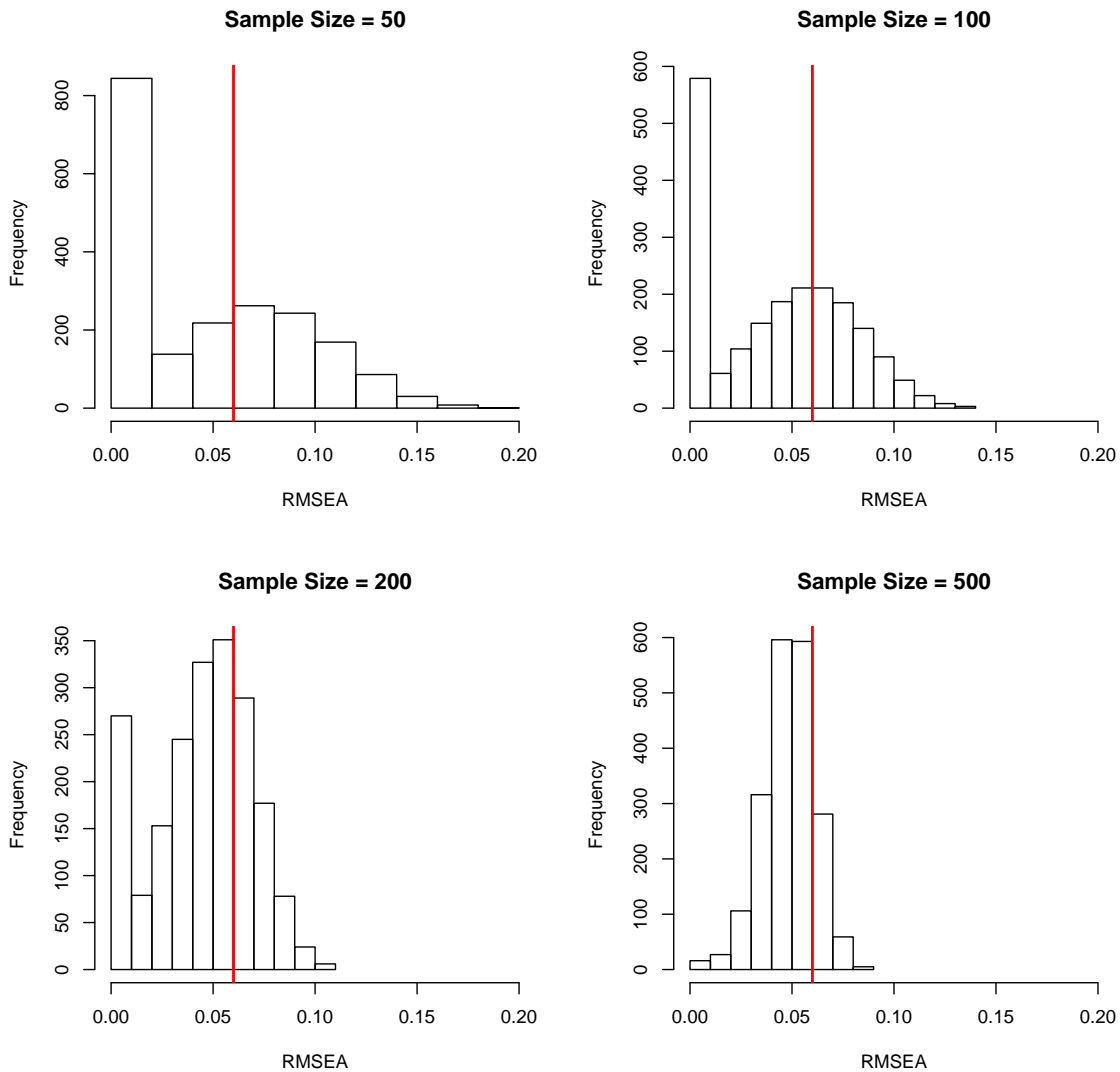 Sample Size = 50
Frequency
0 200 400 600 800
0.00 0.05 0.10 0.15 0.20
RMSEA
Sample Size = 100
Frequency
0 100 200 300 400 500 600
0.00 0.05 0.10 0.15 0.20
RMSEA
Sample Size = 200
Frequency
0 50 100 150 200 250 300 350
0.00 0.05 0.10 0.15 0.20
RMSEA
Sample Size = 500
Frequency
0 100 200 300 400 500 600
0.00 0.05 0.10 0.15 0.20
RMSEA